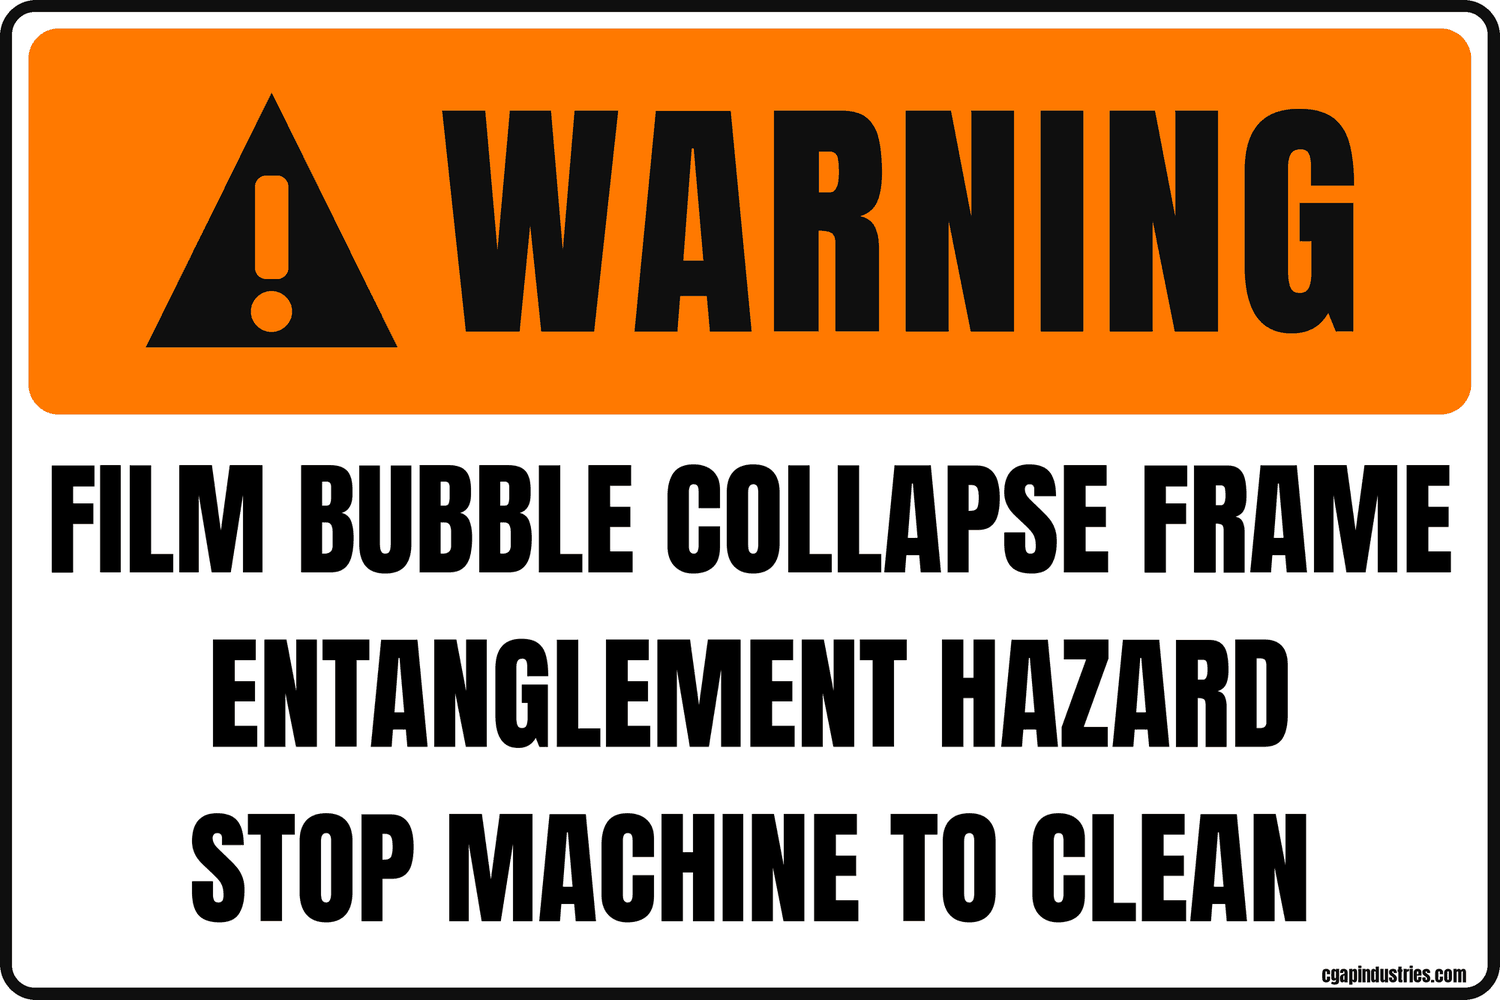 WARNING
FILM BUBBLE COLLAPSE FRAME
ENTANGLEMENT HAZARD
STOP MACHINE TO CLEAN
cgapindustries.com